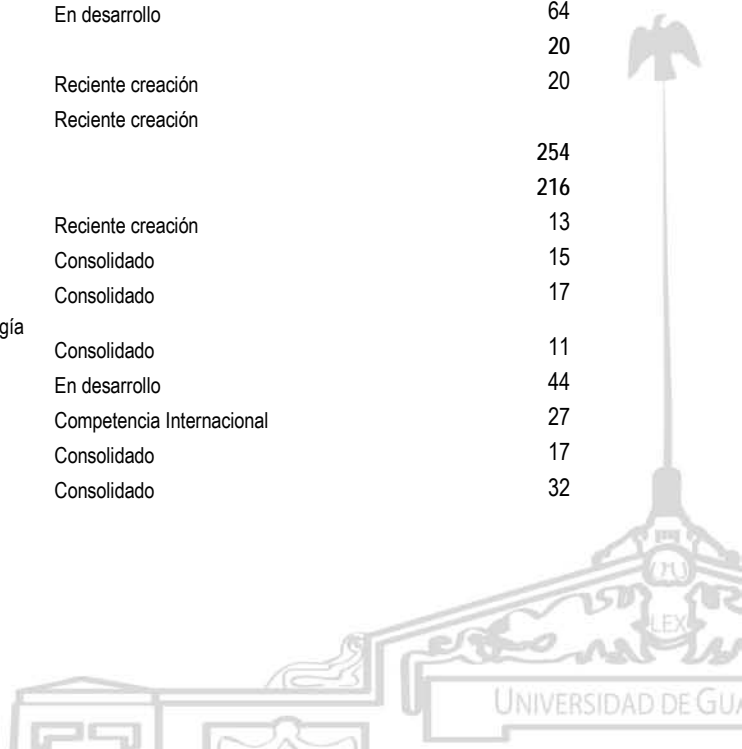 En desarrollo 64
20
Reciente creación 20
Reciente creación
254
216
Reciente creación 13
Consolidado 15
Consolidado 17
gía
Consolidado 11
En desarrollo 44
Competencia Internacional 27
Consolidado 17
Consolidado 32
LEX
UNIVERSIDAD DE GUA